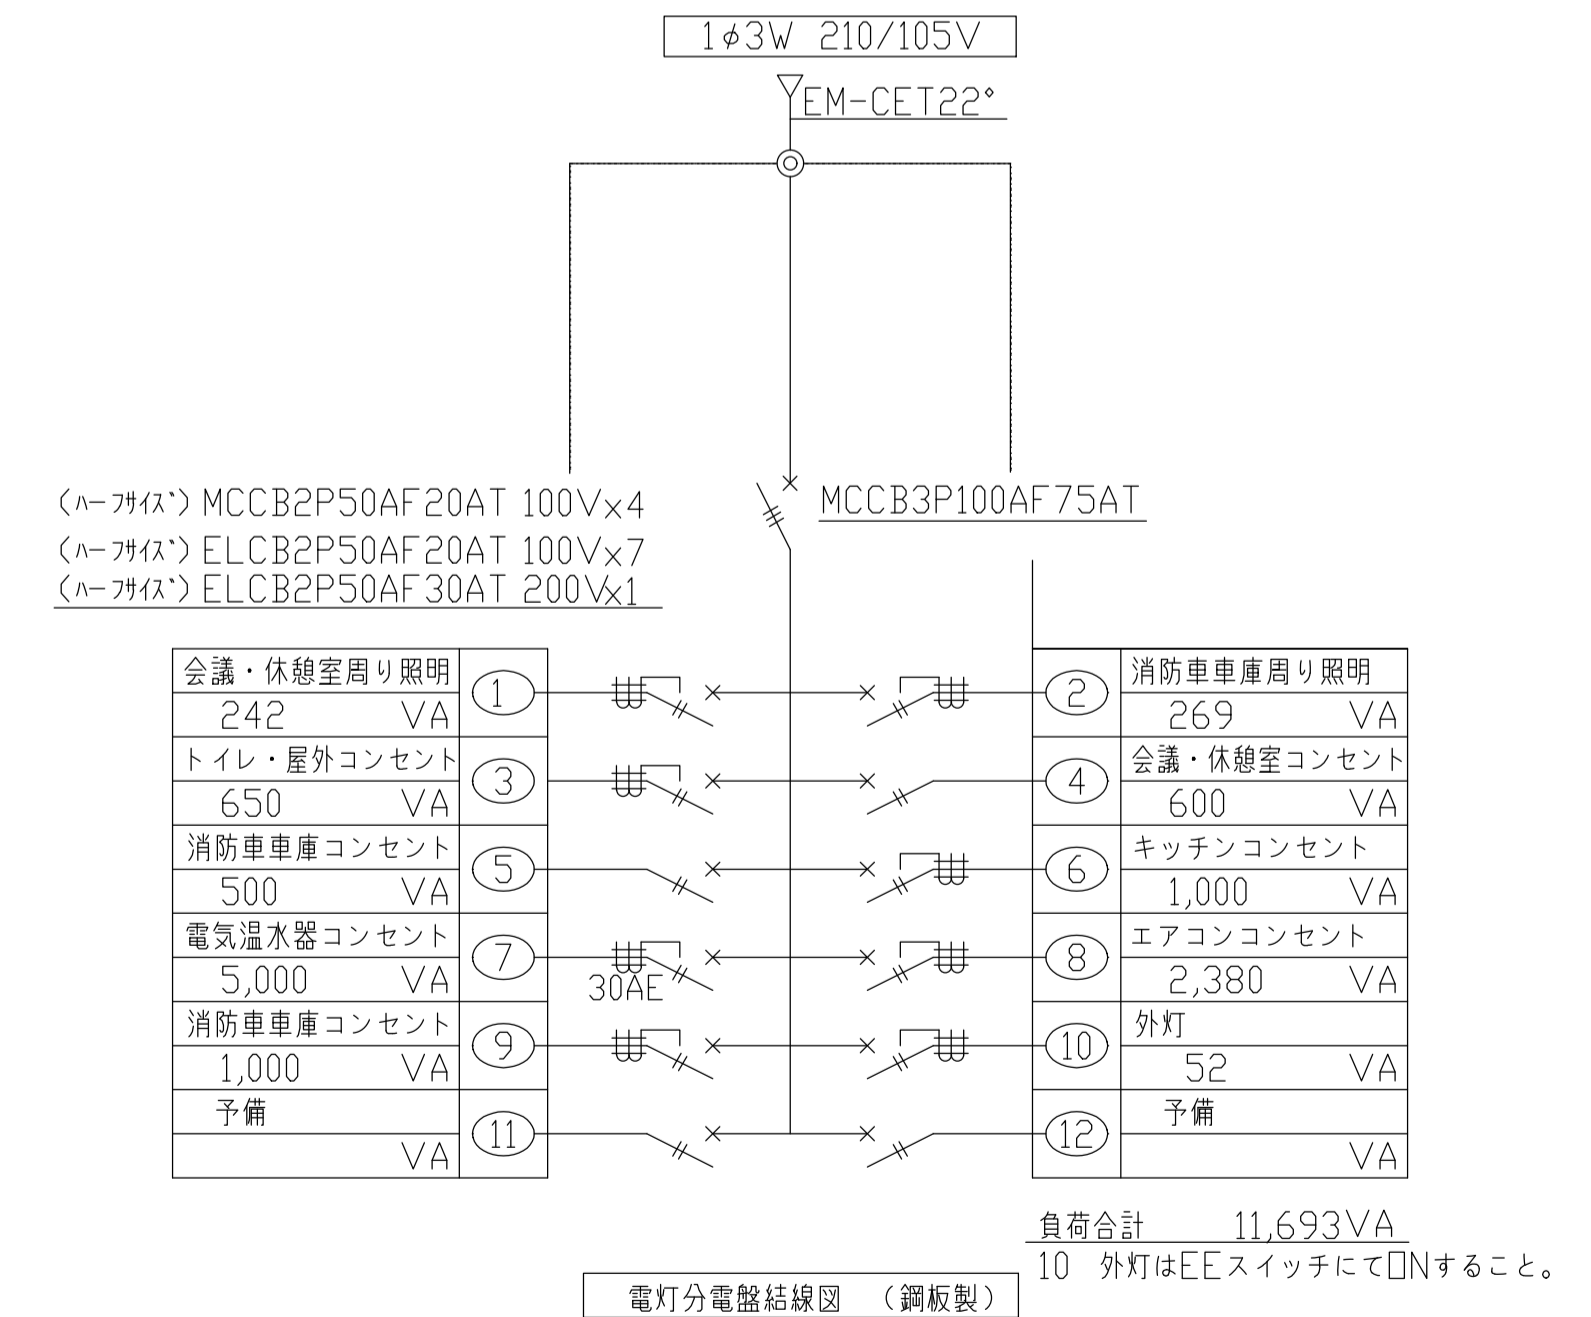 1φ3W 210/105V
EM-CET22°
(ハーフサイズ) MCCB2P50AF20AT 100Vx4
(ハーフサイズ) ELCB2P50AF20AT 100Vx7
(ハーフサイズ) ELCB2P50AF30AT 200Vx1
MCCB3P100AF75AT
会議・休憩室周り照明
242 VA
1
2
消防車車庫周り照明
269 VA
トイレ・屋外コンセント
650 VA
3
4
会議・休憩室コンセント
600 VA
消防車車庫コンセント
500 VA
5
6
キッチンコンセント
1,000 VA
電気温水器コンセント
5,000 VA
7
30AE
8
エアコンコンセント
2,380 VA
消防車車庫コンセント
1,000 VA
9
10
外灯
52 VA
予備
VA
11
12
予備
VA
負荷合計 11,693VA
10 外灯はEEスイッチにてONすること。
電灯分電盤結線図 (鋼板製)